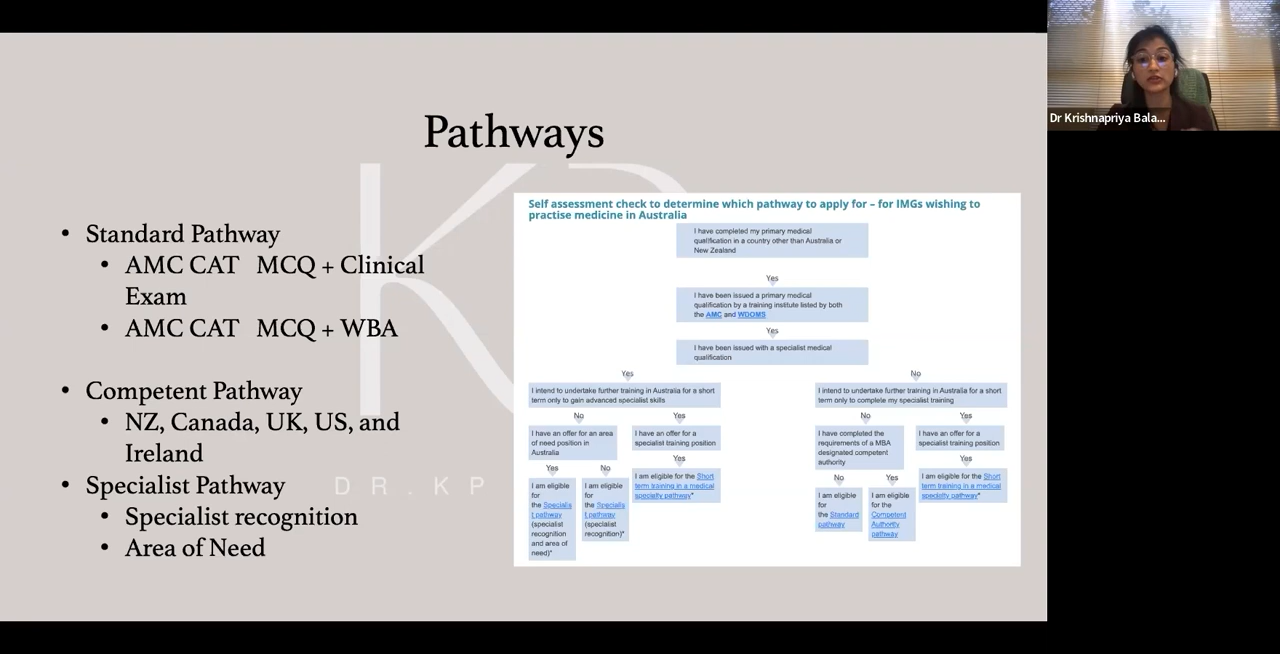 Pathways
• Standard Pathway
• AMC CAT MCQ + Clinical
Exam
• AMC CAT MCQ + WBA
• Competent Pathway
• NZ, Canada, UK, US, and
Ireland
• Specialist Pathway
• Specialist recognition
• Area of Need
DR.KP
Self assessment check to determine which pathway to apply for – for IMGs wishing to
practise medicine in Australia
I have completed my primary medical
qualification in a country other than Australia or
New Zealand
Yes
I have been issued a primary medical
qualification by a training institute listed by both
the AMC and WDOMS
Yes
I have been issued with a specialist medical
qualification
Yes
No
I intend to undertake further training in Australia for a short
term only to gain advanced specialist skills
No
Yes
I have an offer for an area
of need position in
Australia
I have an offer for a
specialist training position
Yes
No
Yes
I am eligible
for
the Specialis
t pathway
(specialist
recognition
and area of
need)*
I am eligible
for
the Specialis
t pathway
(specialist
recognition)*
I am eligible for the Short
term training in a medical
specialty pathway*
I intend to undertake further training in Australia for a short
term only to complete my specialist training
No
Yes
I have completed the
requirements of a MBA
designated competent
authority
I have an offer for a
specialist training position
No
Yes
Yes
I am eligible
for
the Standard
pathway
I am eligible
for the
Competent
Authority
pathway
I am eligible for the Short
term training in a medical
specialty pathway*
Dr Krishnapriya Bala...